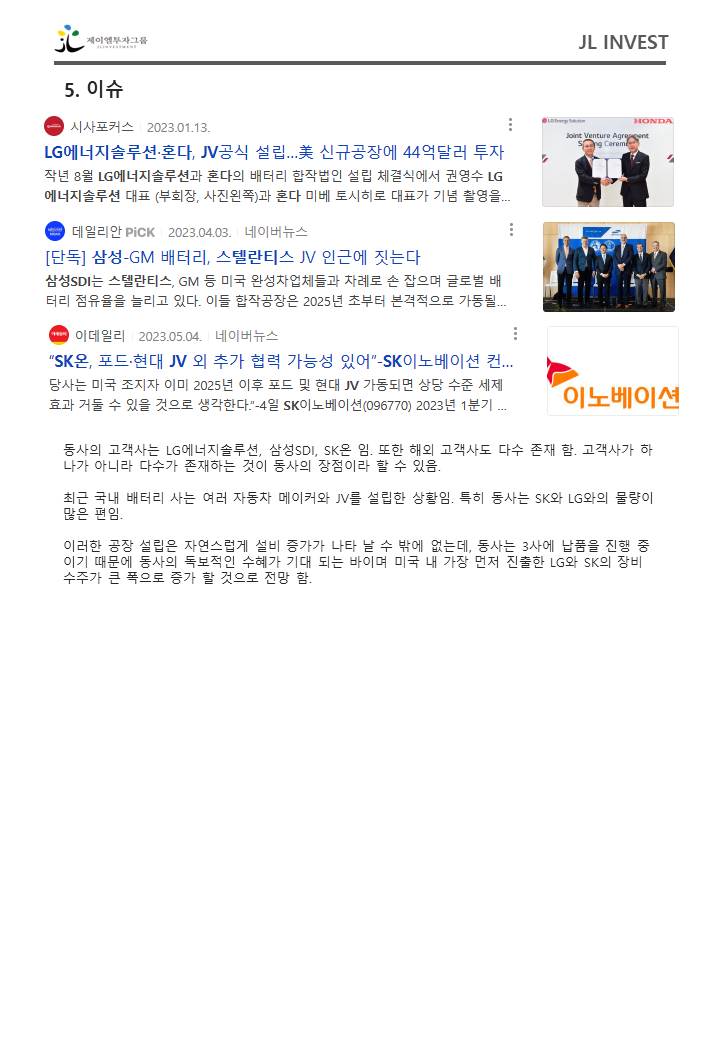 제이엘투자그룹
JL INVESTMENT
JL INVEST
5. 이슈
시사포커스 2023.01.13.
LG에너지솔루션·혼다, JV공식 설립...美 신규공장에 44억달러 투자
작년 8월 LG에너지솔루션과 혼다의 배터리 합작법인 설립 체결식에서 권영수 LG
에너지솔루션 대표 (부회장, 사진왼쪽)과 혼다 미베 토시히로 대표가 기념 촬영을...
LG Energy Solution HONDA
Joint Venture Agreement
Signing Ceremony
데일리안 PiCK 2023.04.03. 네이버뉴스
[단독] 삼성-GM 배터리, 스텔란티스 JV 인근에 짓는다
삼성SDI는 스텔란티스, GM 등 미국 완성자업체들과 차례로 손 잡으며 글로벌 배
터리 점유율을 늘리고 있다. 이들 합작공장은 2025년 초부터 본격적으로 가동될...
이데일리 2023.05.04. 네이버뉴스
“SK온, 포드·현대 JV 외 추가 협력 가능성 있어”-SK이노베이션 컨...
당사는 미국 조지자 이미 2025년 이후 포드 및 현대 JV 가동되면 상당 수준 세제
효과 거둘 수 있을 것으로 생각한다.”-4일 SK이노베이션(096770) 2023년 1분기 ...
이노베이션
동사의 고객사는 LG에너지솔루션, 삼성SDI, SK온 임. 또한 해외 고객사도 다수 존재 함. 고객사가 하
나가 아니라 다수가 존재하는 것이 동사의 장점이라 할 수 있음.
최근 국내 배터리 사는 여러 자동차 메이커와 JV를 설립한 상황임. 특히 동사는 SK와 LG와의 물량이
많은 편임.
이러한 공장 설립은 자연스럽게 설비 증가가 나타 날 수 밖에 없는데, 동사는 3사에 납품을 진행 중
이기 때문에 동사의 독보적인 수혜가 기대 되는 바이며 미국 내 가장 먼저 진출한 LG와 SK의 장비
수주가 큰 폭으로 증가 할 것으로 전망 함.